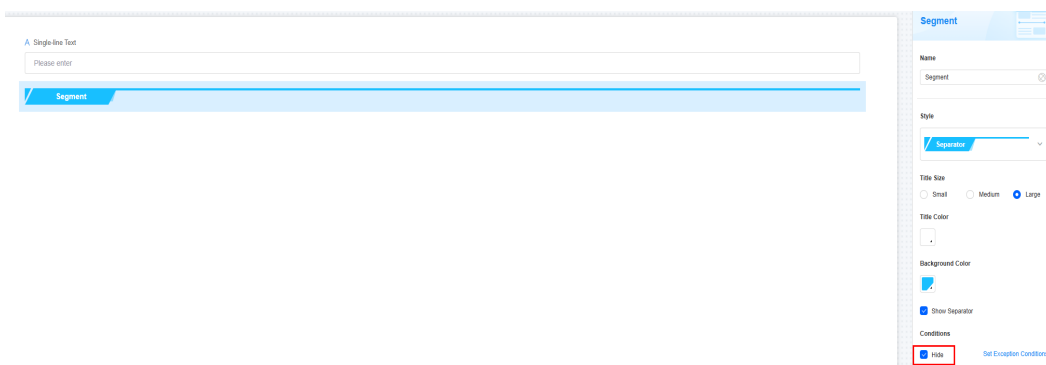 Segment
A Single-line Text
Please enter
Segment
Name
Segment
Style
Separator
Title Size
Small Medium Large
Title Color
Background Color
Show Separator
Conditions
Hide Set Exception Conditions